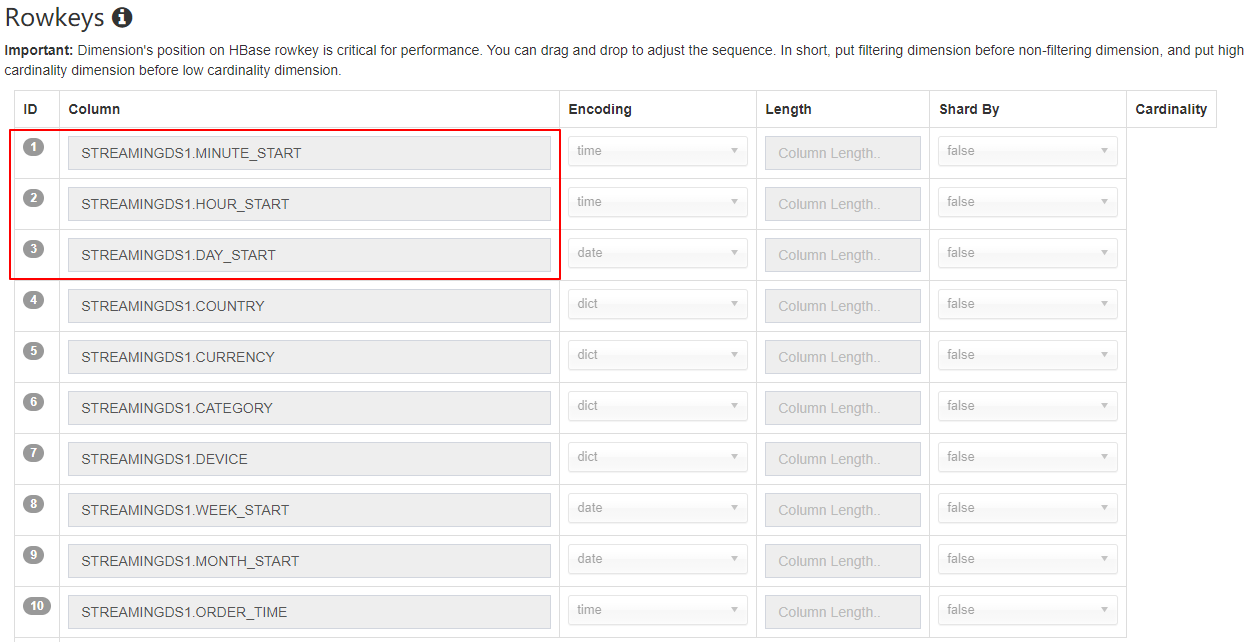 Rowkeys
Important: Dimension's position on HBase rowkey is critical for performance. You can drag and drop to adjust the sequence. In short, put filtering dimension before non-filtering dimension, and put high
cardinality dimension before low cardinality dimension.
ID Column Encoding Length Shard By Cardinality
1 STREAMINGDS1.MINUTE_START time Column Length.. false
2 STREAMINGDS1.HOUR_START time Column Length.. false
3 STREAMINGDS1.DAY_START date Column Length.. false
4 STREAMINGDS1.COUNTRY dict Column Length.. false
5 STREAMINGDS1.CURRENCY dict Column Length.. false
6 STREAMINGDS1.CATEGORY dict Column Length.. false
7 STREAMINGDS1.DEVICE dict Column Length.. false
8 STREAMINGDS1.WEEK_START date Column Length.. false
9 STREAMINGDS1.MONTH_START date Column Length.. false
10 STREAMINGDS1.ORDER_TIME time Column Length.. false